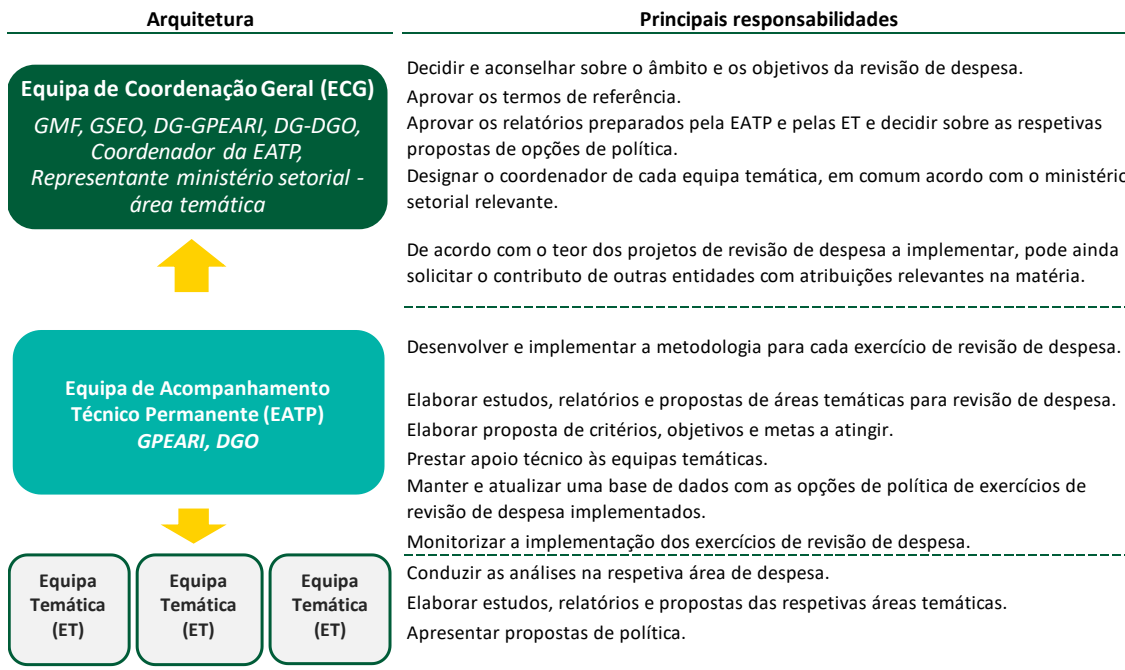 Arquitetura
Principais responsabilidades
Equipa de Coordenação Geral (ECG)
GMF, GSEO, DG-GPEARI, DG-DGO,
Coordenador da EATP,
Representante ministério setorial -
área temática
Decidir e aconselhar sobre o âmbito e os objetivos da revisão de despesa.
Aprovar os termos de referência.
Aprovar os relatórios preparados pela EATP e pelas ET e decidir sobre as respetivas
propostas de opções de política.
Designar o coordenador de cada equipa temática, em comum acordo com o ministério
setorial relevante.
De acordo com o teor dos projetos de revisão de despesa a implementar, pode ainda
solicitar o contributo de outras entidades com atribuições relevantes na matéria.
Equipa de Acompanhamento
Técnico Permanente (EATP)
GPEARI, DGO
Desenvolver e implementar a metodologia para cada exercício de revisão de despesa.
Elaborar estudos, relatórios e propostas de áreas temáticas para revisão de despesa.
Elaborar proposta de critérios, objetivos e metas a atingir.
Prestar apoio técnico às equipas temáticas.
Manter e atualizar uma base de dados com as opções de política de exercícios de
revisão de despesa implementados.
Monitorizar a implementação dos exercícios de revisão de despesa.
Equipa
Temática
(ET)
Equipa
Temática
(ET)
Equipa
Temática
(ET)
Conduzir as análises na respetiva área de despesa.
Elaborar estudos, relatórios e propostas das respetivas áreas temáticas.
Apresentar propostas de política.